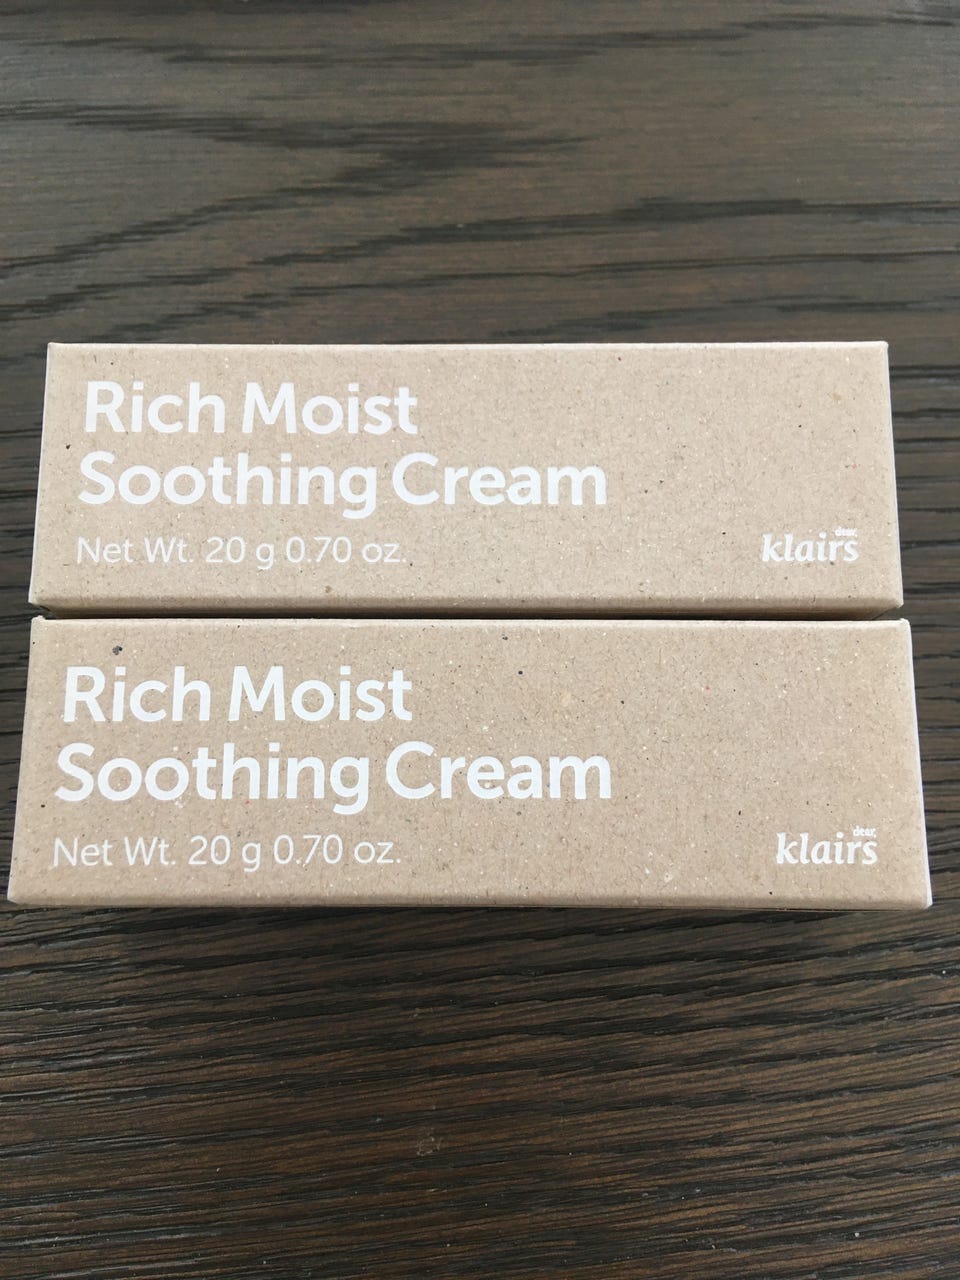 Rich Moist
Soothing Cream
Net Wt. 20 g 0.70 oz.
dear,
klairs
Rich Moist
Soothing Cream
Net Wt. 20 g 0.70 oz.
dear,
klairs